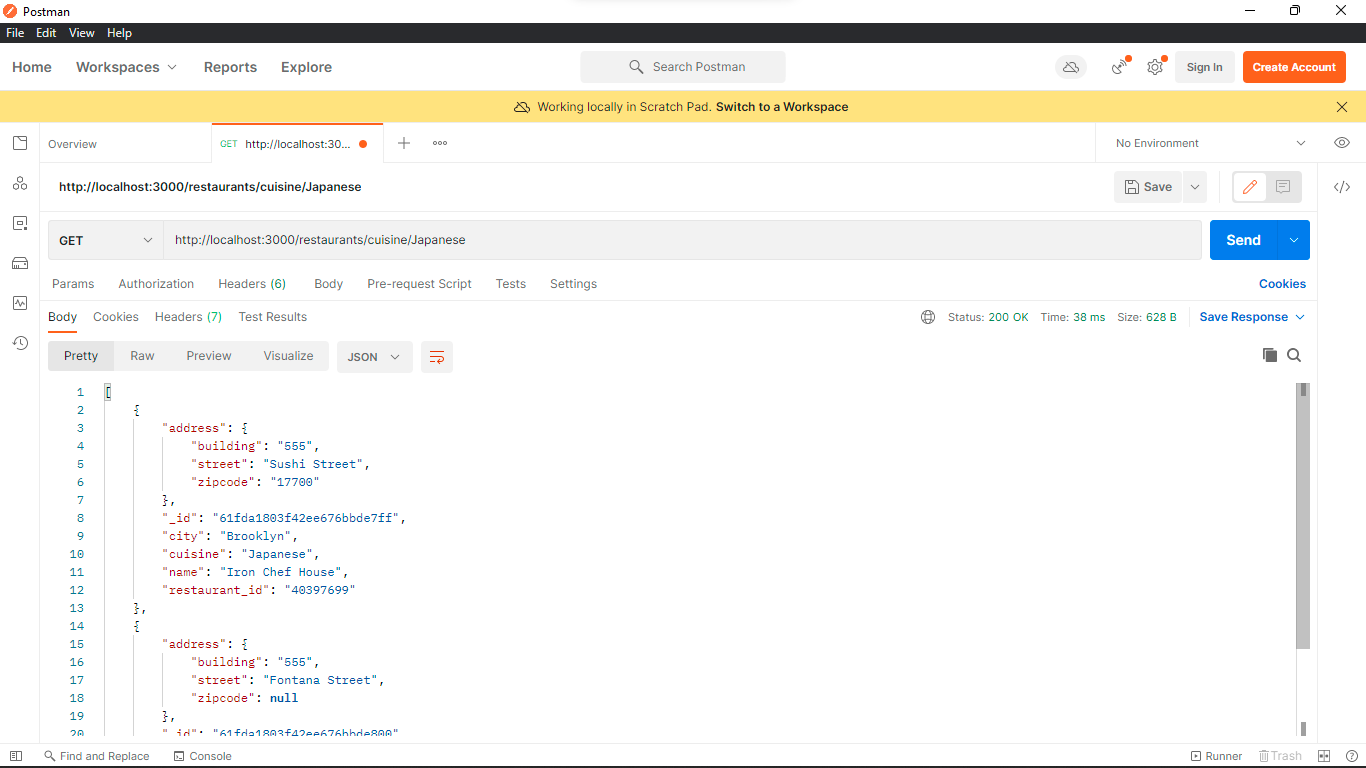 Postman
File Edit View Help
Home Workspaces Reports Explore Search Postman Sign In Create Account
Working locally in Scratch Pad. Switch to a Workspace
Overview GET http://localhost:30... No Environment
http://localhost:3000/restaurants/cuisine/Japanese Save
GET http://localhost:3000/restaurants/cuisine/Japanese Send
Params Authorization Headers (6) Body Pre-request Script Tests Settings Cookies
Body Cookies Headers (7) Test Results Status: 200 OK Time: 38 ms Size: 628 B Save Response
Pretty Raw Preview Visualize JSON
1 [
2 {
3 "address": {
4 "building": "555",
5 "street": "Sushi Street",
6 "zipcode": "17700"
7 },
8 "_id": "61fda1803f42ee676bbde7ff",
9 "city": "Brooklyn",
10 "cuisine": "Japanese",
11 "name": "Iron Chef House",
12 "restaurant_id": "40397699"
13 },
14 {
15 "address": {
16 "building": "555",
17 "street": "Fontana Street",
18 "zipcode": null
19 },
20 "_id": "61fda1803f42ee676bbde800"
Find and Replace Console Runner Trash